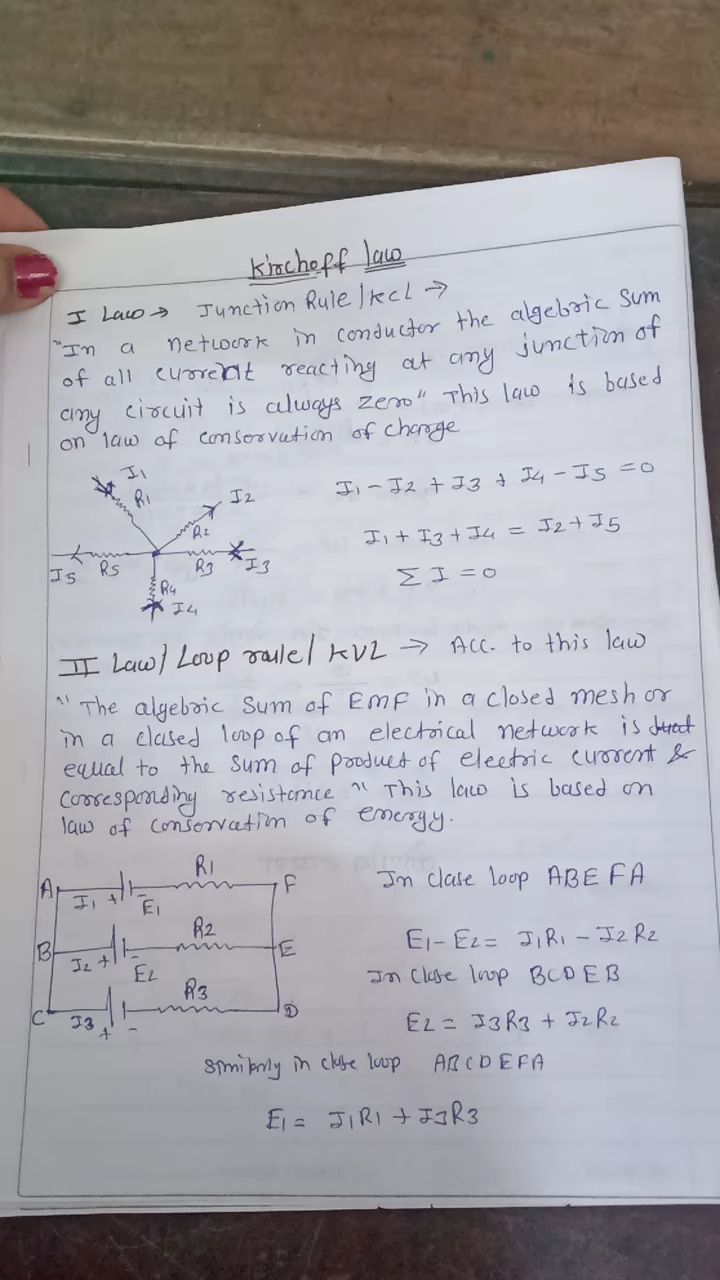 Kirchoff law
I Law → Junction Rule/KCL →
"In a network in conductor the algebric sum
of all current reacting at any junction of
any circuit is always zero" This law is based
on law of conservation of charge
I1
R1
I2
R2
I5 R5 R3 I3
R4
I4
I1 - I2 + I3 + I4 - I5 = 0
I1 + I3 + I4 = I2 + I5
Σ I = 0
II Law/Loop rule/KVL → Acc. to this law
"The algebric sum of EMF in a closed mesh or
in a closed loop of an electrical network is
equal to the sum of product of electric current &
corresponding resistance" This law is based on
law of conservation of energy.
A I1 + - E1 R1 F
B I2 + - E2 R2 E
C I3 + - R3 D
In close loop ABEFA
E1 - E2 = I1R1 - I2R2
In close loop BCDEB
E2 = I3R3 + I2R2
Similarly in close loop ABCDEFA
E1 = I1R1 + I3R3